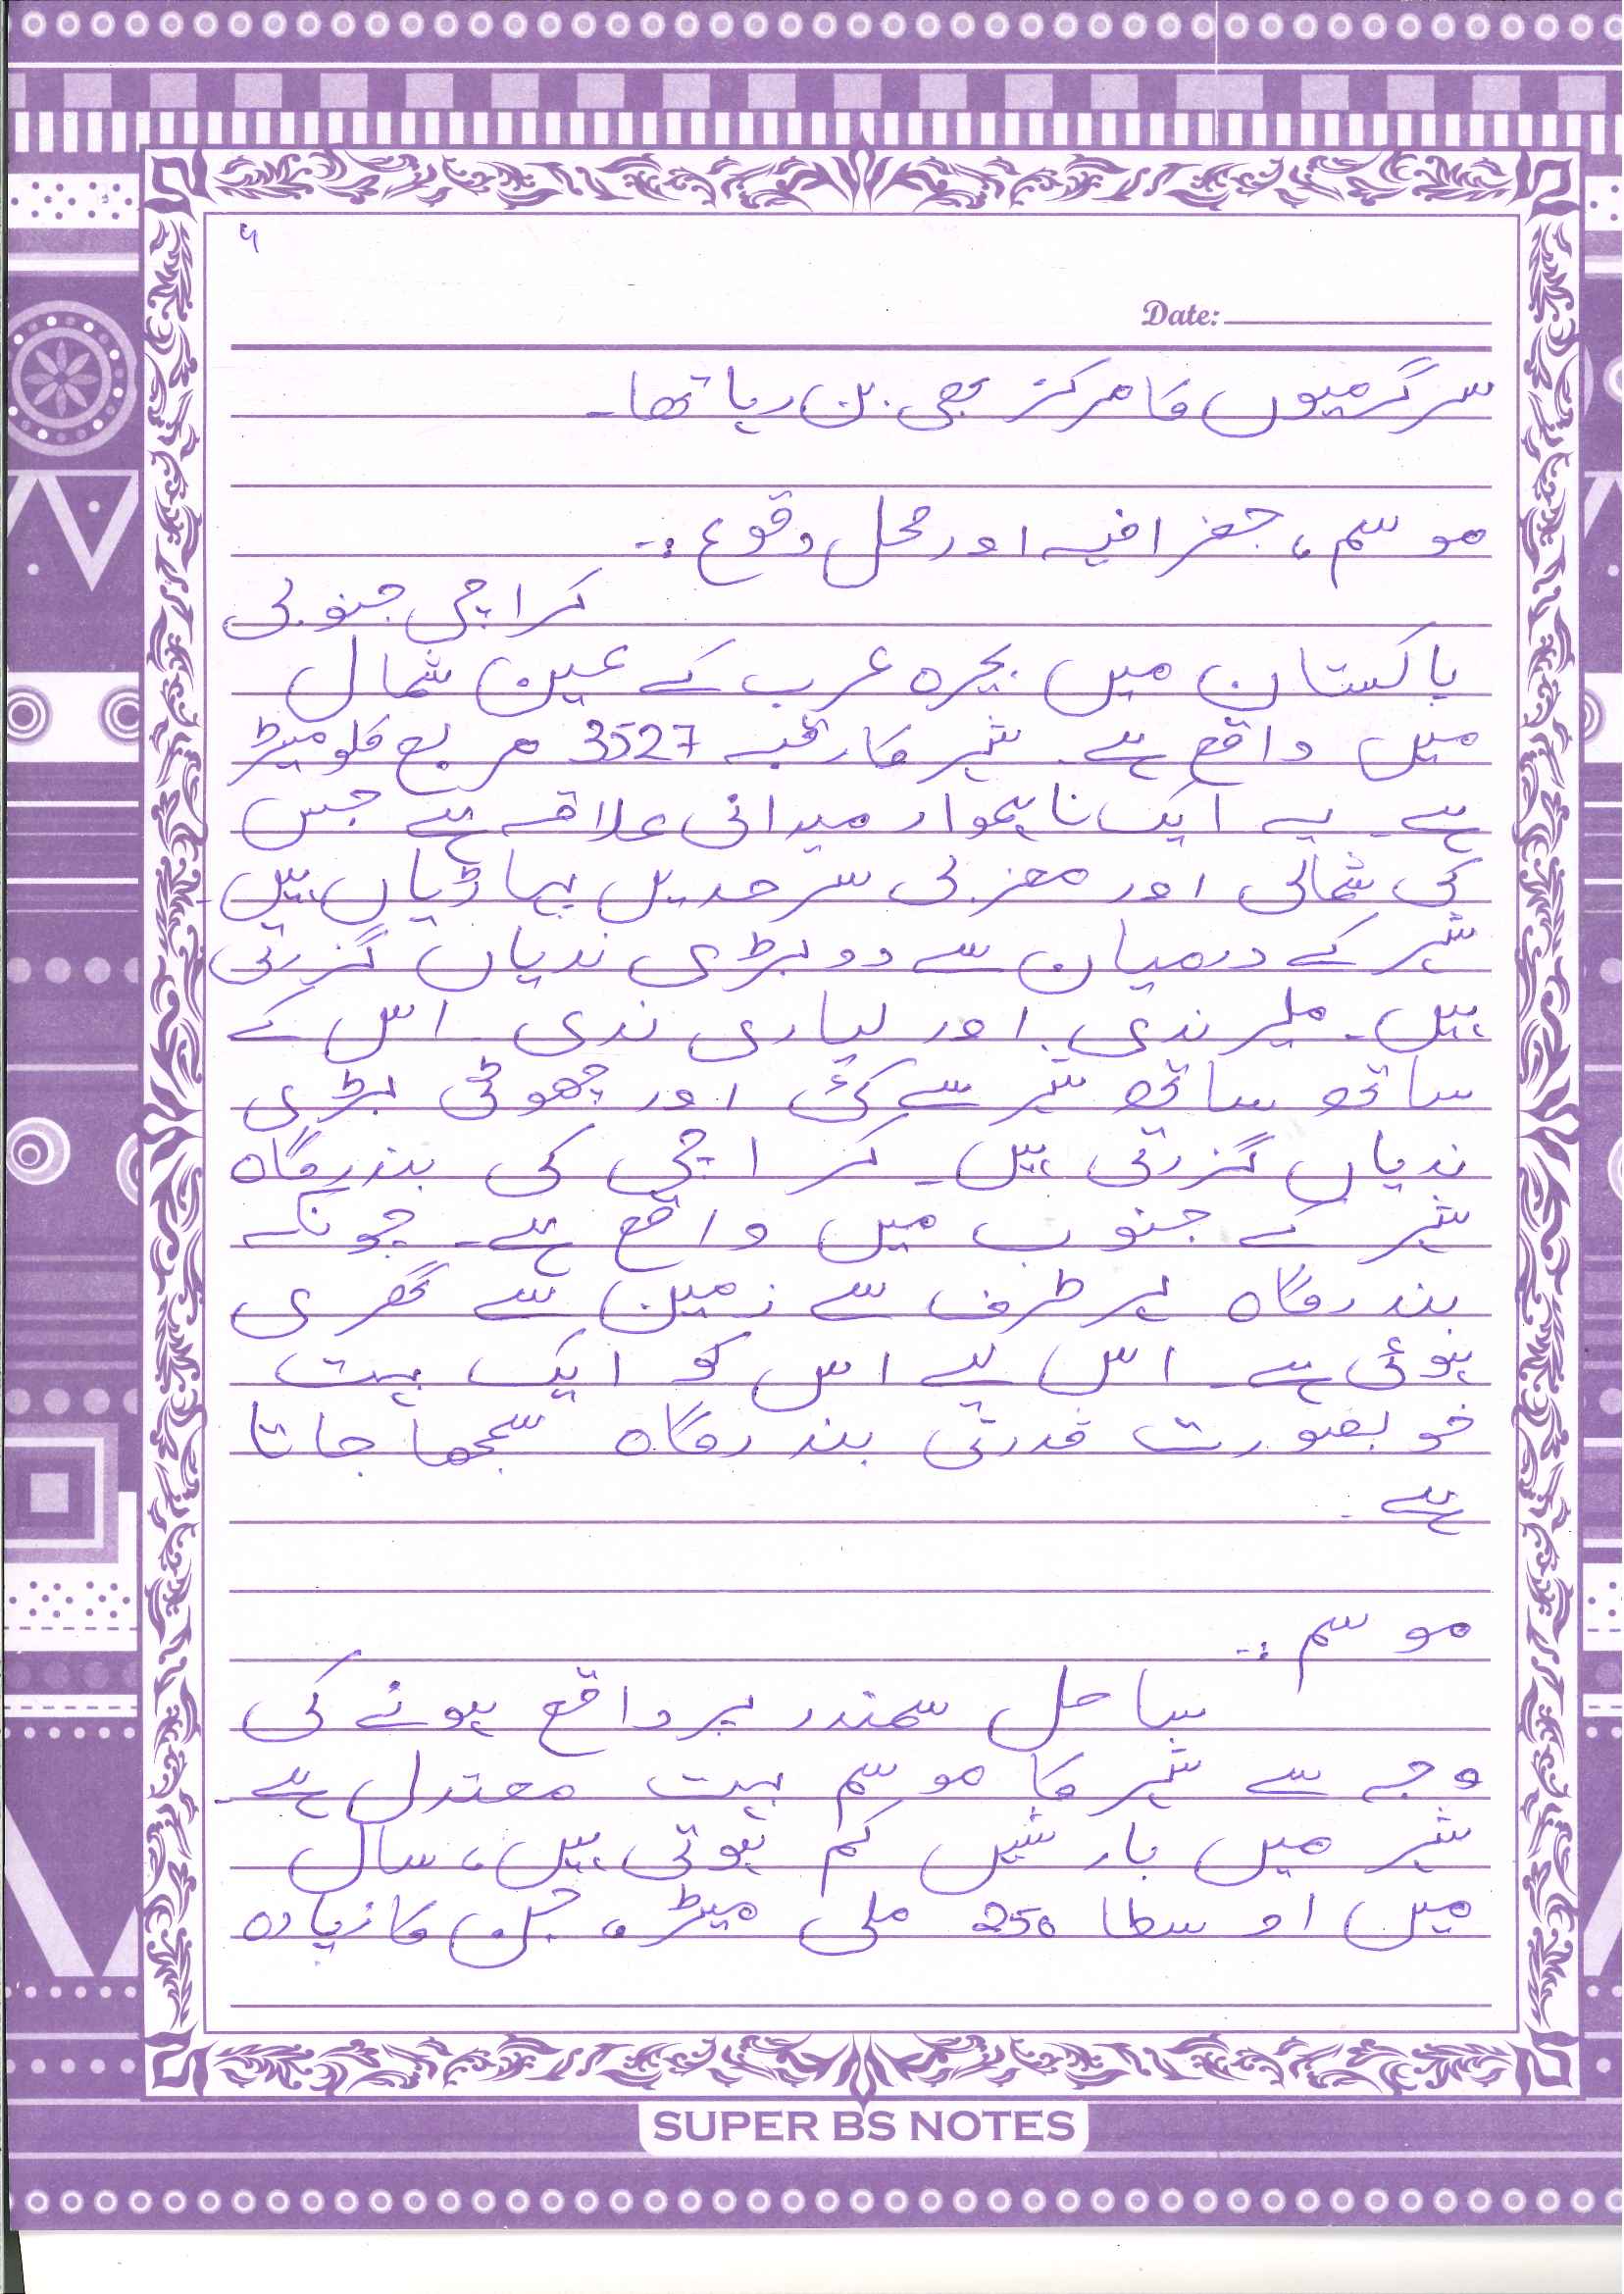 ۹
Date:
سرگرمیوں کا مرکز بھی بن رہا تھا۔
موسم، جغرافیہ اور محل وقوع :-
کراچی جنوبی
پاکستان میں بحیرہ عرب کے عین شمال
میں واقع ہے۔ شہر کا رقبہ 3527 مربع کلومیٹر
ہے۔ یہ ایک ناہموار میدانی علاقہ ہے جس
کی شمالی اور مغربی سرحدیں پہاڑیاں ہیں۔
شہر کے درمیان سے دو بڑی ندیاں گزرتی
ہیں۔ ملیر ندی اور لیاری ندی۔ اس کے
ساتھ ساتھ شہر سے کئی اور چھوٹی بڑی
ندیاں گزرتی ہیں۔ کراچی کی بندرگاہ
شہر کے جنوب میں واقع ہے۔ چونکہ
بندرگاہ ہر طرف سے زمین سے گھری
ہوئی ہے۔ اس لیے اس کو ایک بہت
خوبصورت قدرتی بندرگاہ سمجھا جاتا
ہے۔
موسم :-
ساحل سمندر پر واقع ہونے کی
وجہ سے شہر کا موسم بہت معتدل ہے۔
شہر میں بارشیں کم ہوتی ہیں، سال
میں اوسطا 250 ملی میٹر، جن کا زیادہ
SUPER BS NOTES